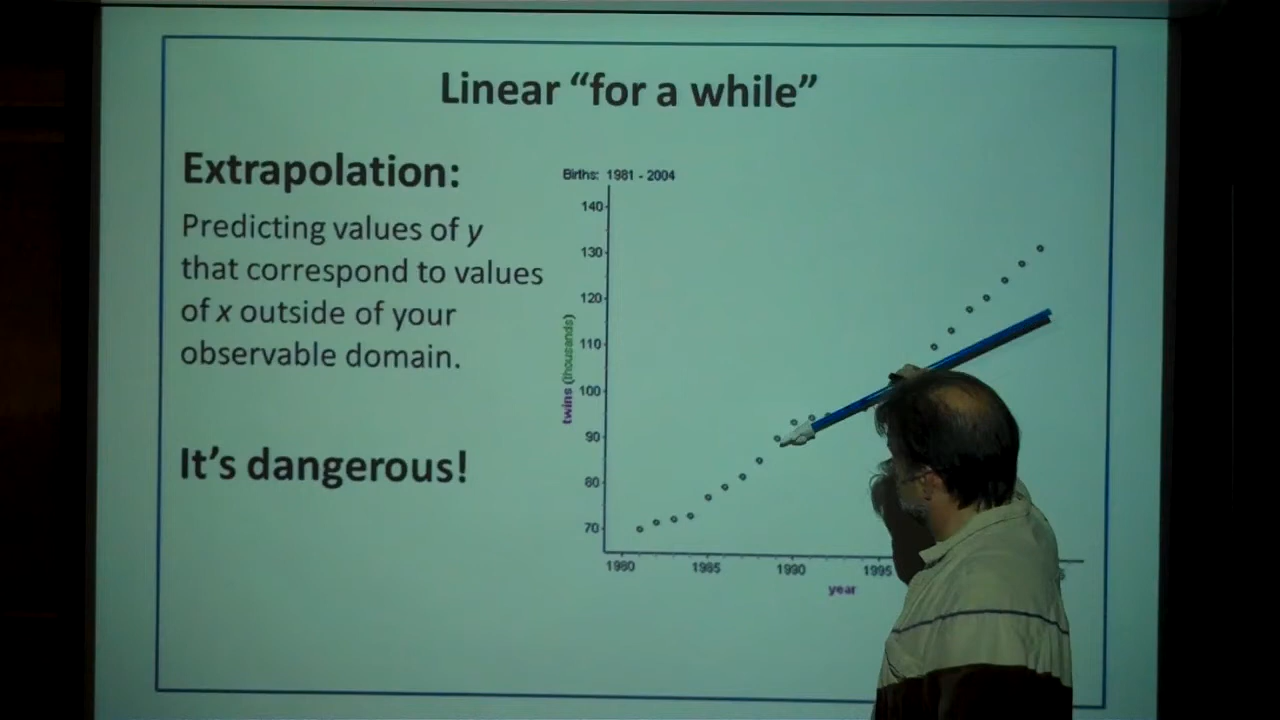 Linear “for a while”
Extrapolation:
Predicting values of y
that correspond to values
of x outside of your
observable domain.
It’s dangerous!
Births: 1981 - 2004
140
130
120
110
100
90
80
70
twins (thousands)
1980 1985 1990 1995
year